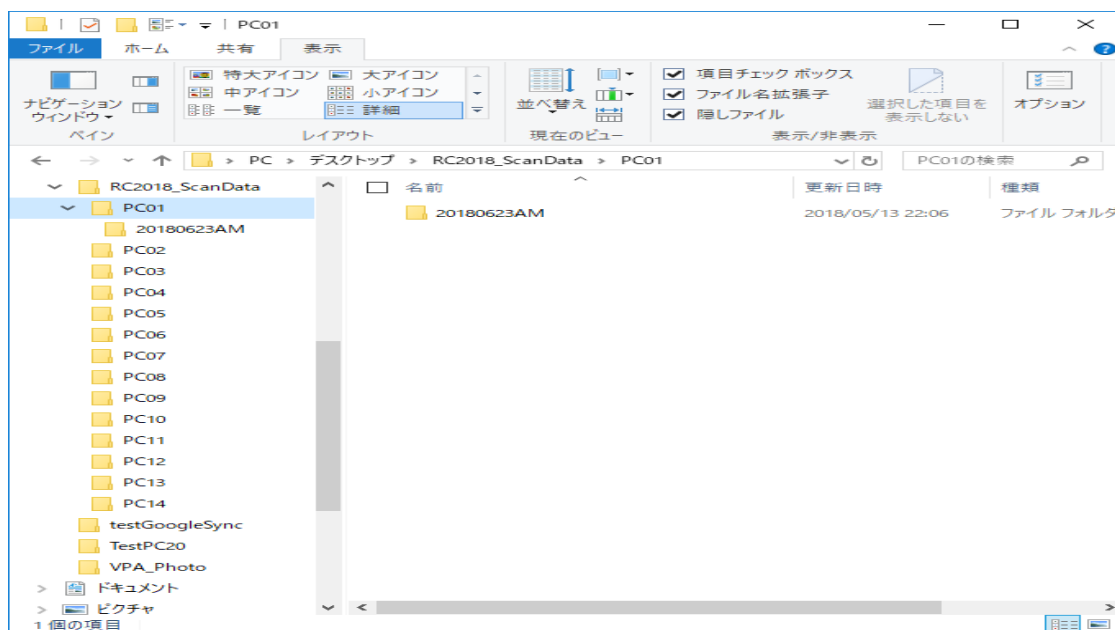 PC01
ファイル ホーム 共有 表示
特大アイコン 大アイコン
中アイコン 小アイコン
一覧 詳細
ナビゲーション
ウィンドウ
並べ替え
項目チェック ボックス
ファイル名拡張子
隠しファイル
選択した項目を
表示しない
オプション
ペイン レイアウト 現在のビュー 表示/非表示
PC デスクトップ RC2018_ScanData PC01 PC01の検索
RC2018_ScanData
PC01
20180623AM
PC02
PC03
PC04
PC05
PC06
PC07
PC08
PC09
PC10
PC11
PC12
PC13
PC14
testGoogleSync
TestPC20
VPA_Photo
ドキュメント
ピクチャ
名前 更新日時 種類
20180623AM 2018/05/13 22:06 ファイル フォルダ
1 個の項目